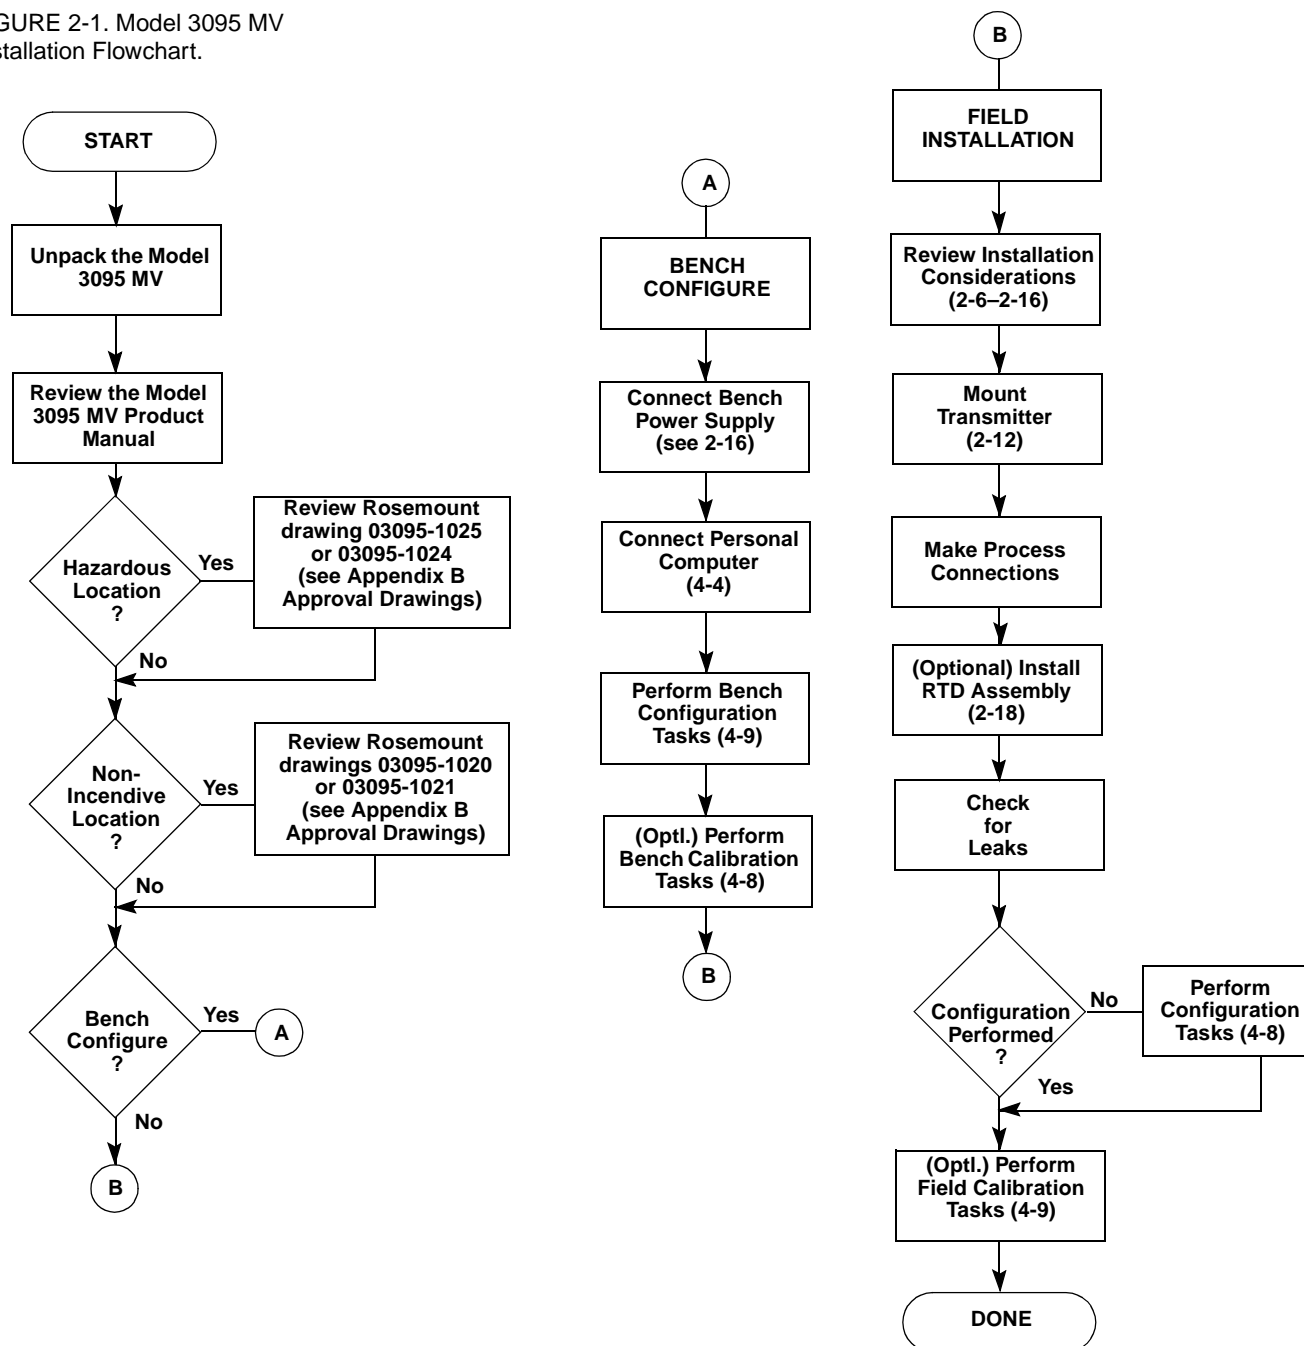 GURE 2-1. Model 3095 MV
stallation Flowchart.
START
Unpack the Model
3095 MV
Review the Model
3095 MV Product
Manual
Hazardous
Location
?
Yes
Review Rosemount
drawing 03095-1025
or 03095-1024
(see Appendix B
Approval Drawings)
No
Non-
Incendive
Location
?
Yes
Review Rosemount
drawings 03095-1020
or 03095-1021
(see Appendix B
Approval Drawings)
No
Bench
Configure
?
Yes
A
No
B
A
BENCH
CONFIGURE
Connect Bench
Power Supply
(see 2-16)
Connect Personal
Computer
(4-4)
Perform Bench
Configuration
Tasks (4-9)
(Optl.) Perform
Bench Calibration
Tasks (4-8)
B
B
FIELD
INSTALLATION
Review Installation
Considerations
(2-6–2-16)
Mount
Transmitter
(2-12)
Make Process
Connections
(Optional) Install
RTD Assembly
(2-18)
Check
for
Leaks
Configuration
Performed
?
No
Perform
Configuration
Tasks (4-8)
Yes
(Optl.) Perform
Field Calibration
Tasks (4-9)
DONE